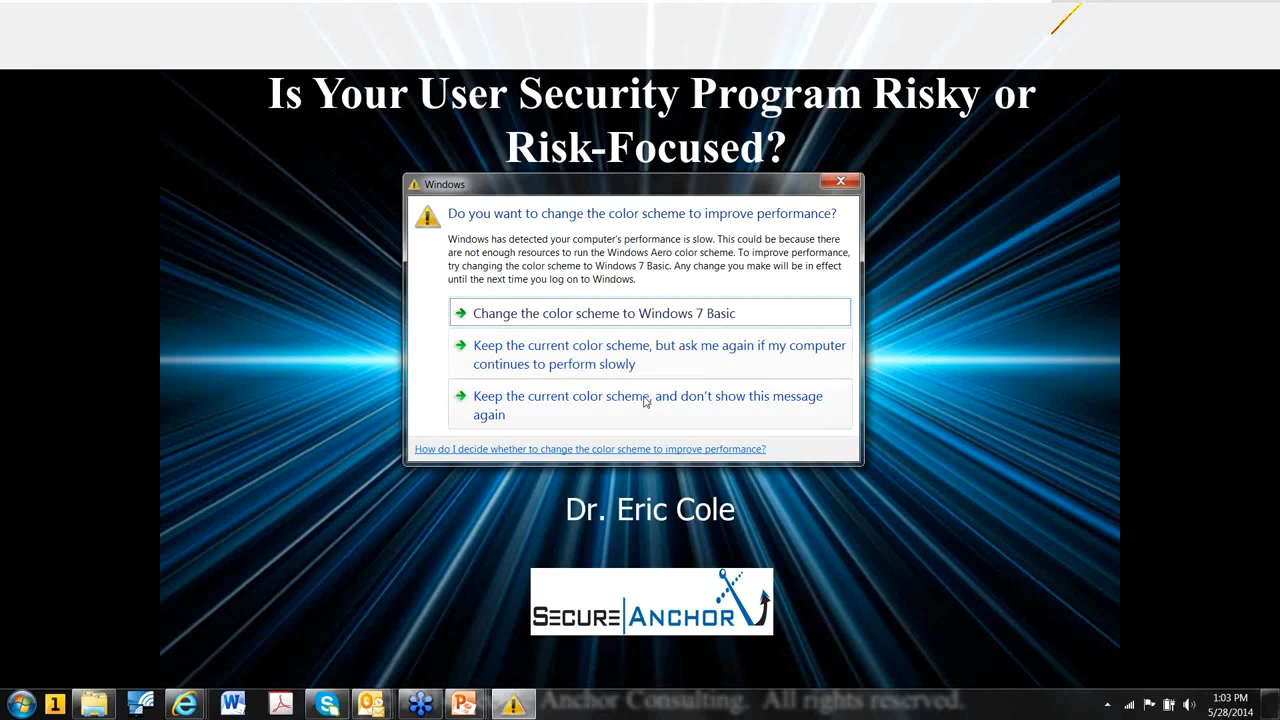 Is Your User Security Program Risky or
Risk-Focused?
Windows
Do you want to change the color scheme to improve performance?
Windows has detected your computer's performance is slow. This could be because there
are not enough resources to run the Windows Aero color scheme. To improve performance,
try changing the color scheme to Windows 7 Basic. Any change you make will be in effect
until the next time you log on to Windows.
Change the color scheme to Windows 7 Basic
Keep the current color scheme, but ask me again if my computer
continues to perform slowly
Keep the current color scheme, and don't show this message
again
How do I decide whether to change the color scheme to improve performance?
Dr. Eric Cole
SECURE|ANCHOR
Anchor Consulting. All rights reserved.
1
1:03 PM
5/28/2014